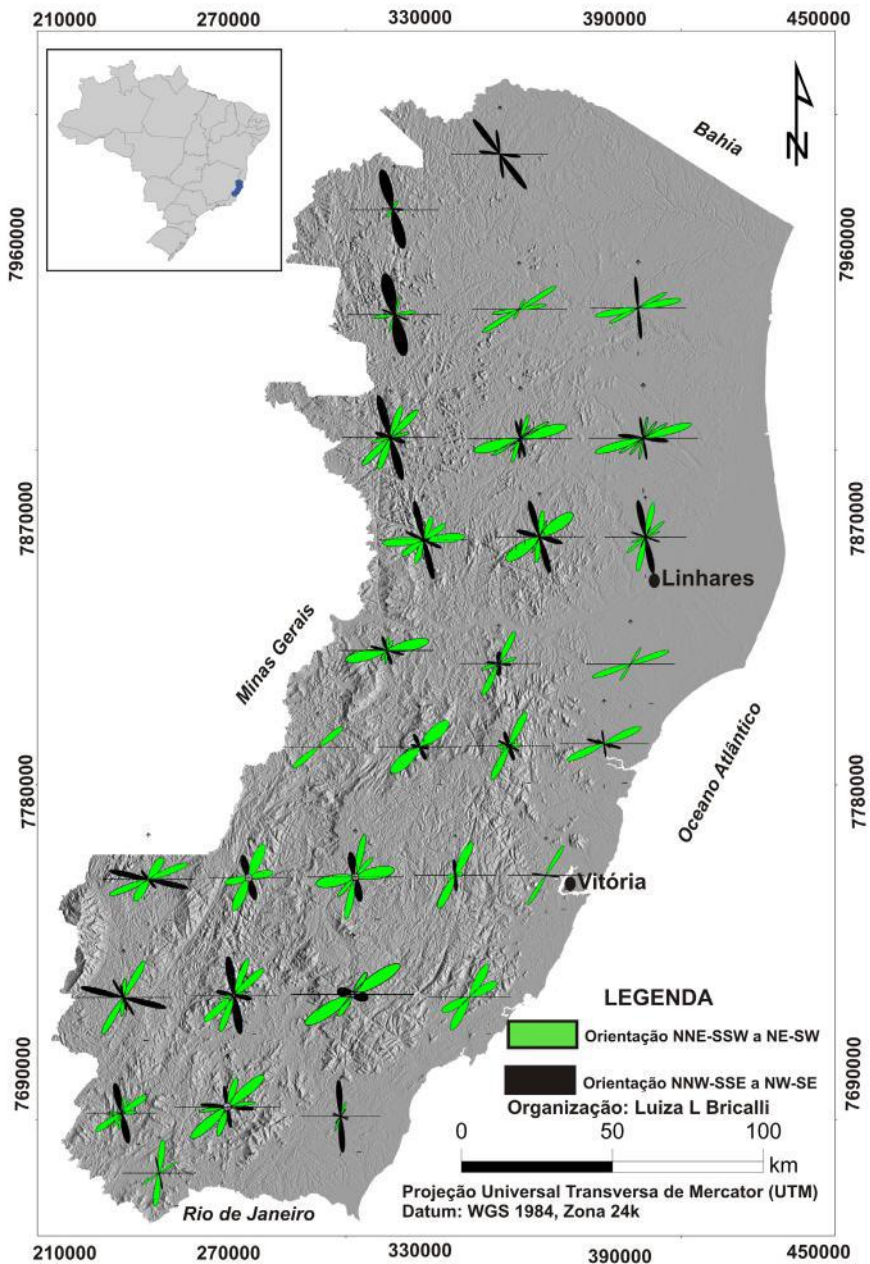 210000 270000 330000 390000 450000
Bahia
N
7960000
7960000
7870000
7870000
Linhares
Minas Gerais
Oceano Atlântico
7780000
7780000
Vitória
LEGENDA
Orientação NNE-SSW a NE-SW
Orientação NNW-SSE a NW-SE
7690000
7690000
Organização: Luiza L Bricalli
0 50 100
km
Projeção Universal Transversa de Mercator (UTM)
Datum: WGS 1984, Zona 24k
Rio de Janeiro
210000 270000 330000 390000 450000